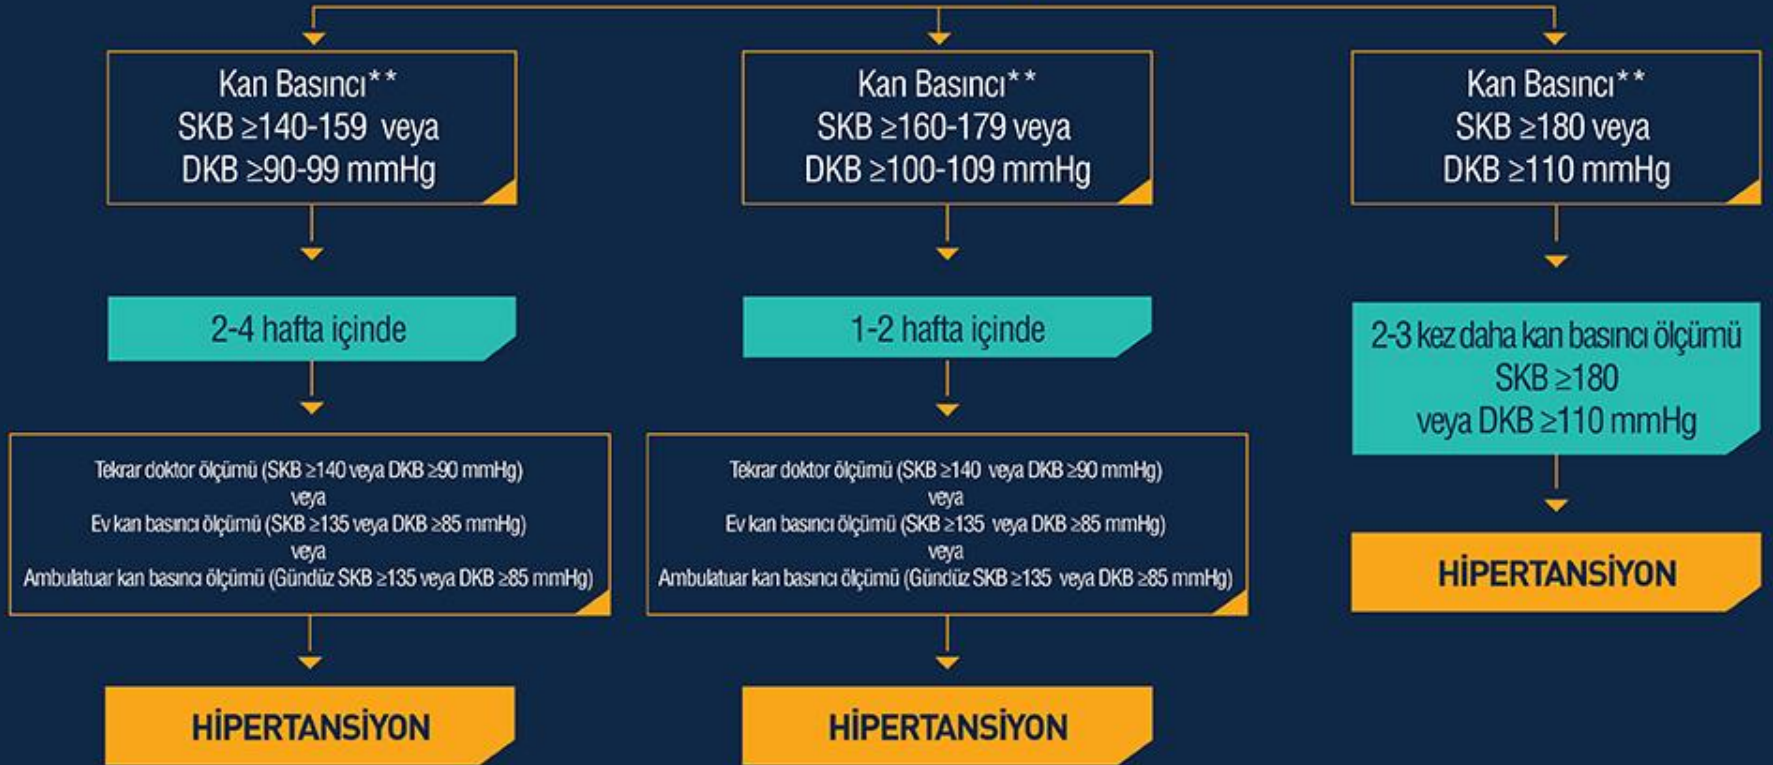 Kan Basıncı**
SKB ≥140-159 veya
DKB ≥90-99 mmHg
2-4 hafta içinde
Tekrar doktor ölçümü (SKB ≥140 veya DKB ≥90 mmHg)
veya
Ev kan basıncı ölçümü (SKB ≥135 veya DKB ≥85 mmHg)
veya
Ambulatuar kan basıncı ölçümü (Gündüz SKB ≥135 veya DKB ≥85 mmHg)
HİPERTANSİYON
Kan Basıncı**
SKB ≥160-179 veya
DKB ≥100-109 mmHg
1-2 hafta içinde
Tekrar doktor ölçümü (SKB ≥140 veya DKB ≥90 mmHg)
veya
Ev kan basıncı ölçümü (SKB ≥135 veya DKB ≥85 mmHg)
veya
Ambulatuar kan basıncı ölçümü (Gündüz SKB ≥135 veya DKB ≥85 mmHg)
HİPERTANSİYON
Kan Basıncı**
SKB ≥180 veya
DKB ≥110 mmHg
2-3 kez daha kan basıncı ölçümü
SKB ≥180
veya DKB ≥110 mmHg
HİPERTANSİYON